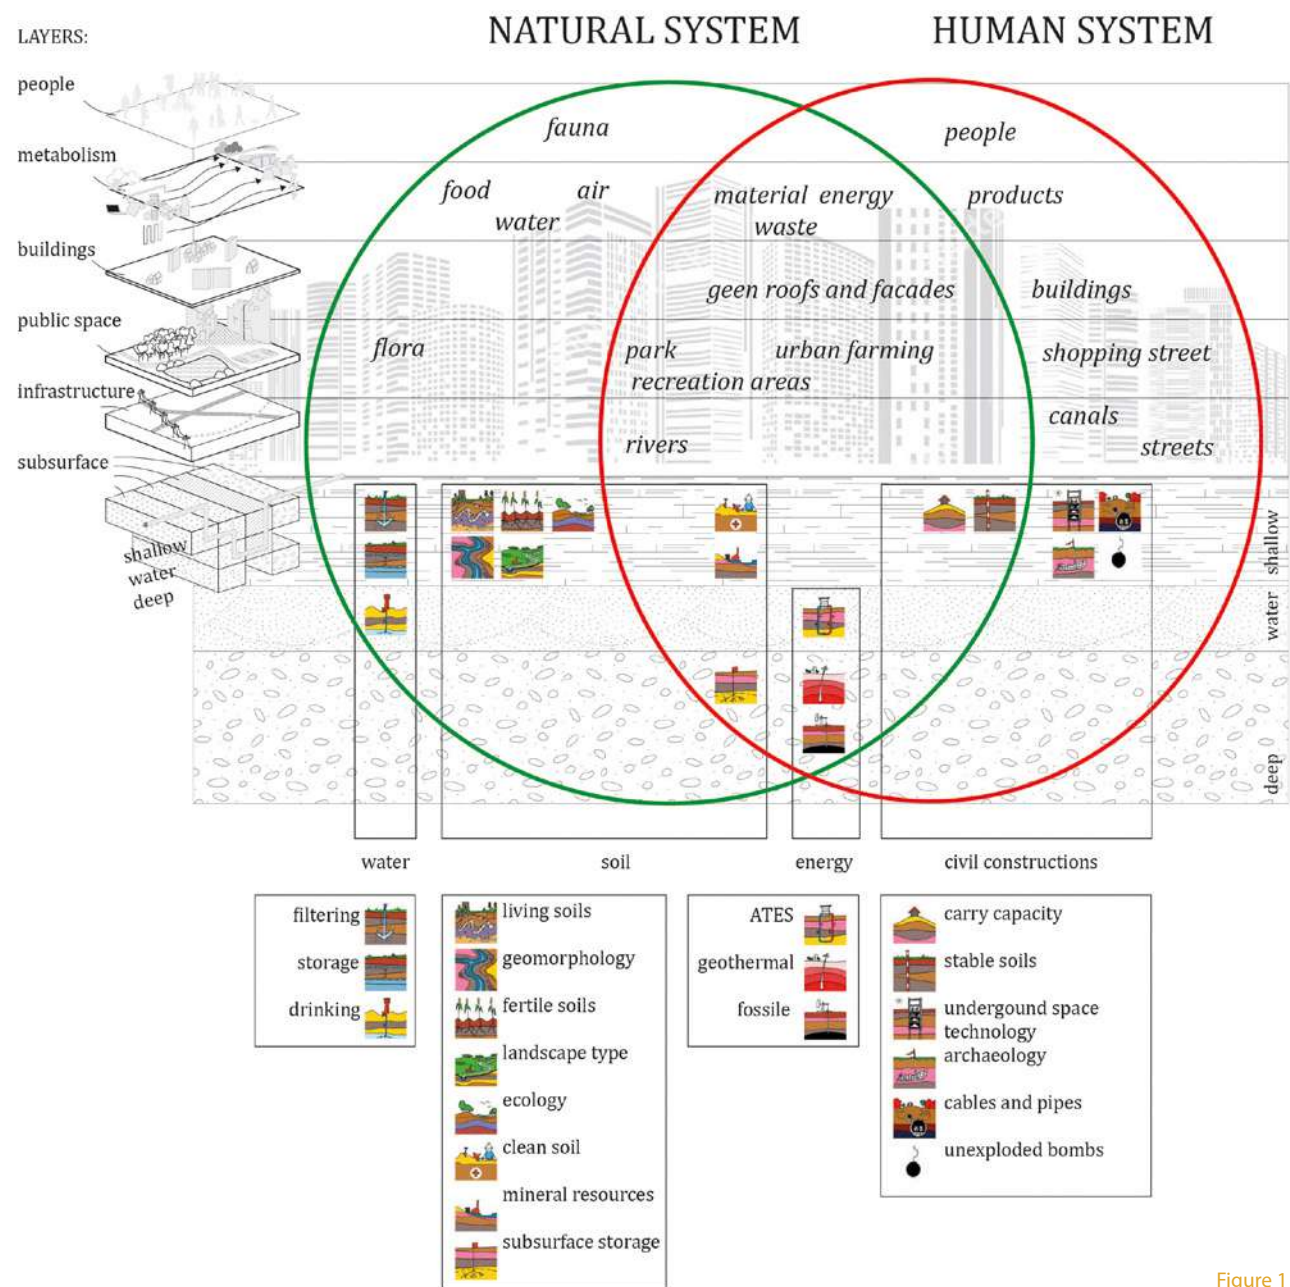 NATURAL SYSTEM
HUMAN SYSTEM
LAYERS:
people
metabolism
buildings
public space
infrastructure
subsurface
shallow
water
deep
fauna
people
food
air
water
material energy
waste
products
geen roofs and facades
buildings
flora
park
urban farming
recreation areas
shopping street
rivers
canals
streets
shallow
water
deep
water
soil
energy
civil constructions
filtering
storage
drinking
living soils
geomorphology
fertile soils
landscape type
ecology
clean soil
mineral resources
subsurface storage
ATES
geothermal
fossile
carry capacity
stable soils
undergound space
technology
archaeology
cables and pipes
unexploded bombs
Figure 1